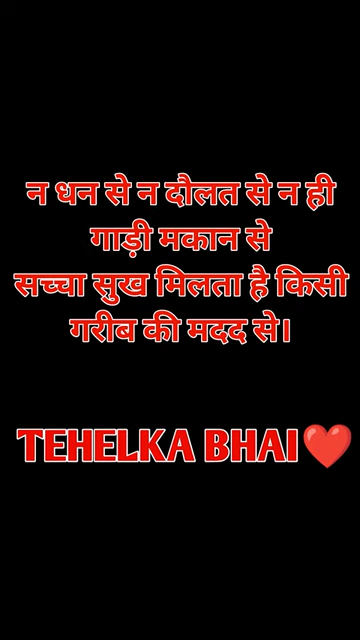 न धन से न दौलत से न ही
गाड़ी मकान से
सच्चा सुख मिलता है किसी
गरीब की मदद से।
TEHELKA BHAI❤️